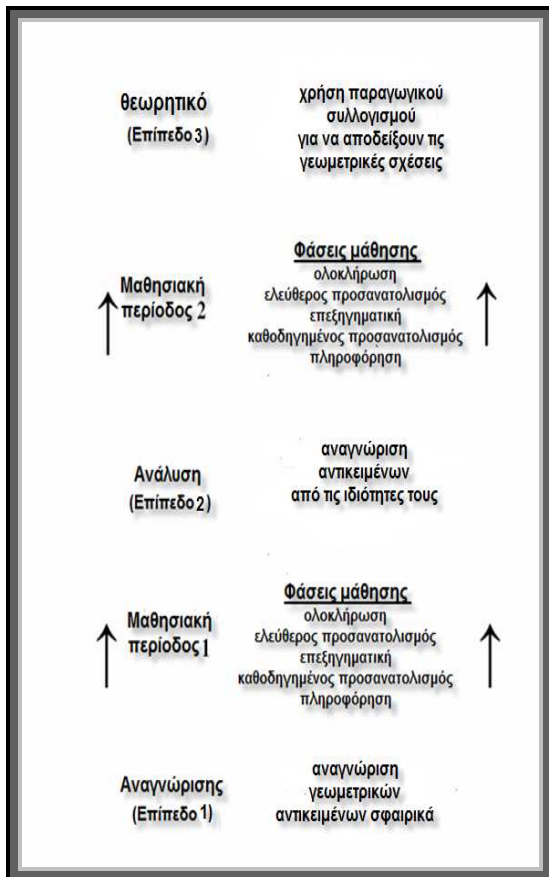 θεωρητικό
(Επίπεδο 3)
χρήση παραγωγικού
συλλογισμού
για να αποδείξουν τις
γεωμετρικές σχέσεις
Μαθησιακή
περίοδος 2
Φάσεις μάθησης
ολοκλήρωση
ελεύθερος προσανατολισμός
επεξηγηματική
καθοδηγημένος προσανατολισμός
πληροφόρηση
Ανάλυση
(Επίπεδο 2)
αναγνώριση
αντικειμένων
από τις ιδιότητες τους
Μαθησιακή
περίοδος 1
Φάσεις μάθησης
ολοκλήρωση
ελεύθερος προσανατολισμός
επεξηγηματική
καθοδηγημένος προσανατολισμός
πληροφόρηση
Αναγνώρισης
(Επίπεδο 1)
αναγνώριση
γεωμετρικών
αντικειμένων σφαιρικά